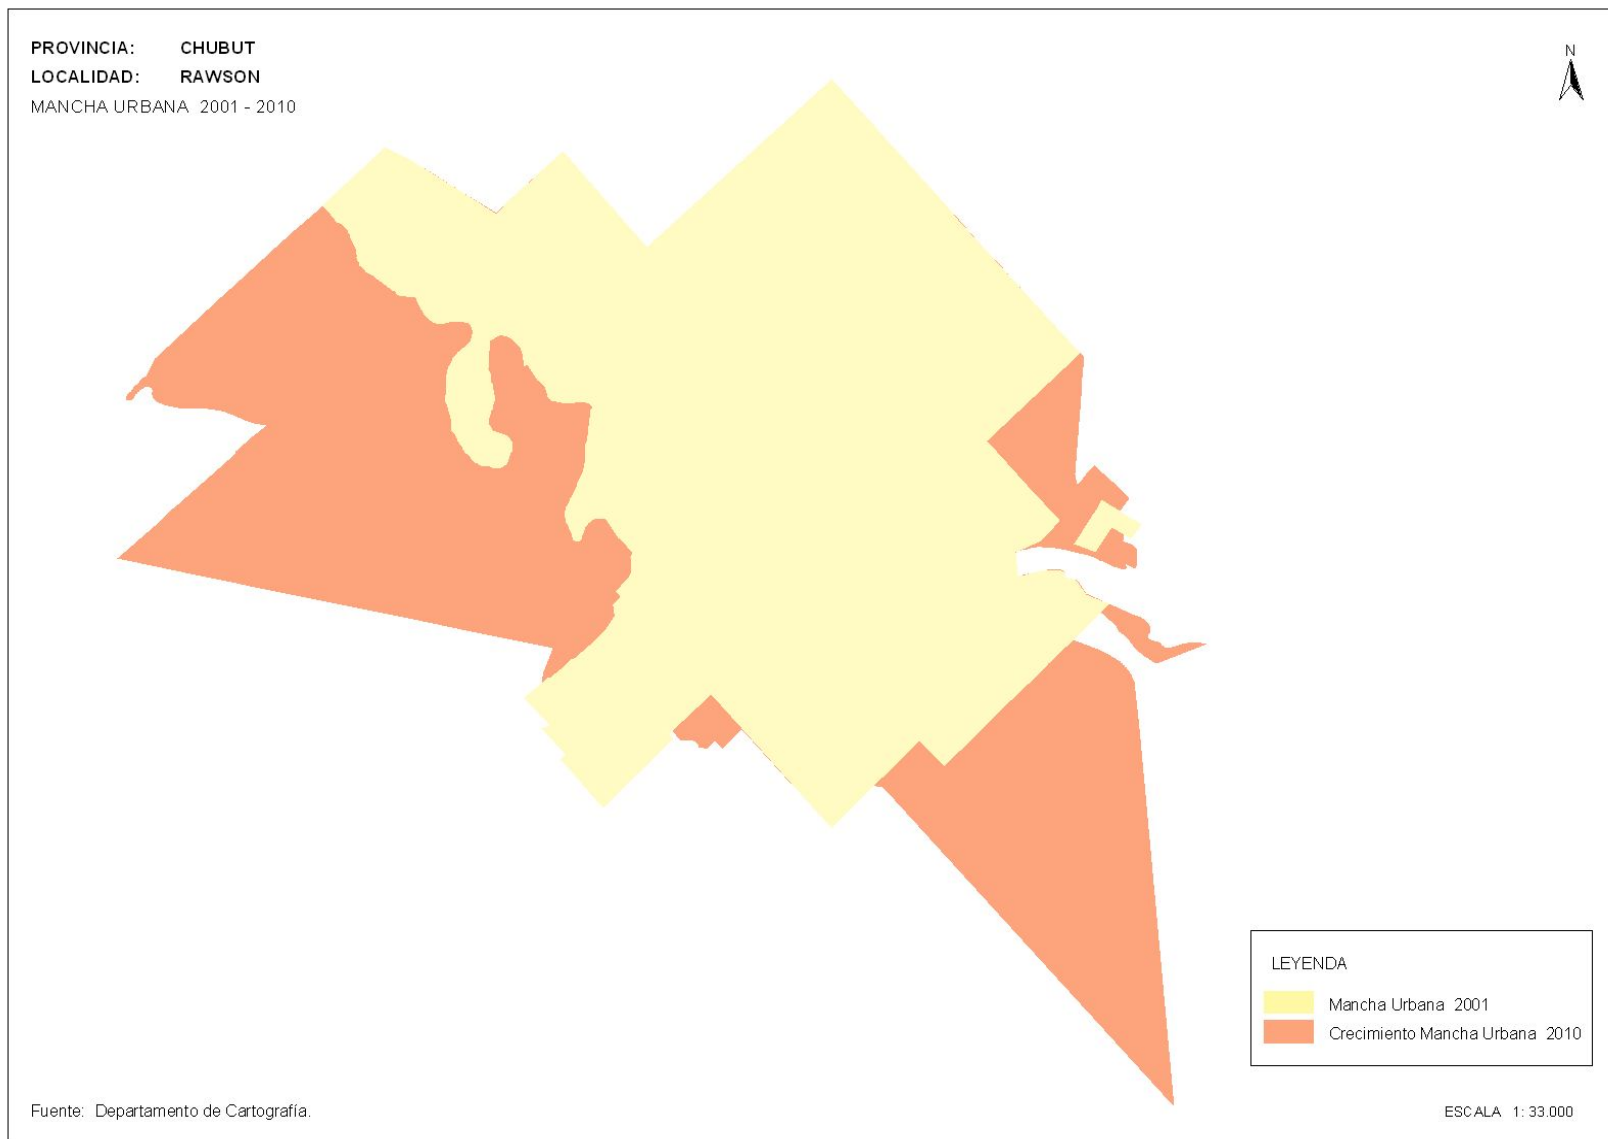 PROVINCIA: CHUBUT
LOCALIDAD: RAWSON
MANCHA URBANA 2001 - 2010
N
LEYENDA
Mancha Urbana 2001
Crecimiento Mancha Urbana 2010
Fuente: Departamento de Cartografía.
ESCALA 1: 33.000